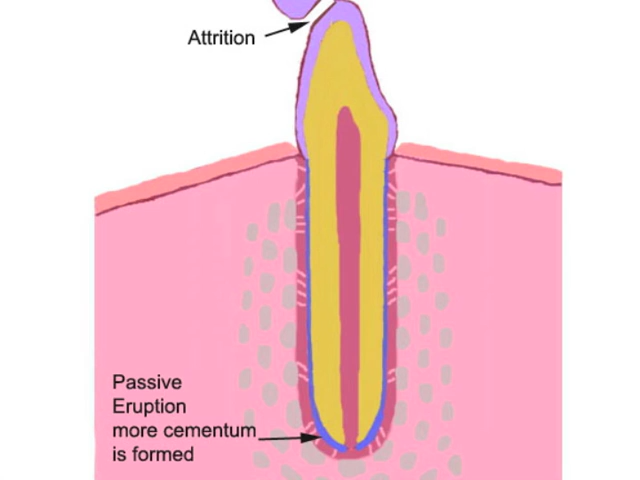 Attrition
Passive
Eruption
more cementum
is formed